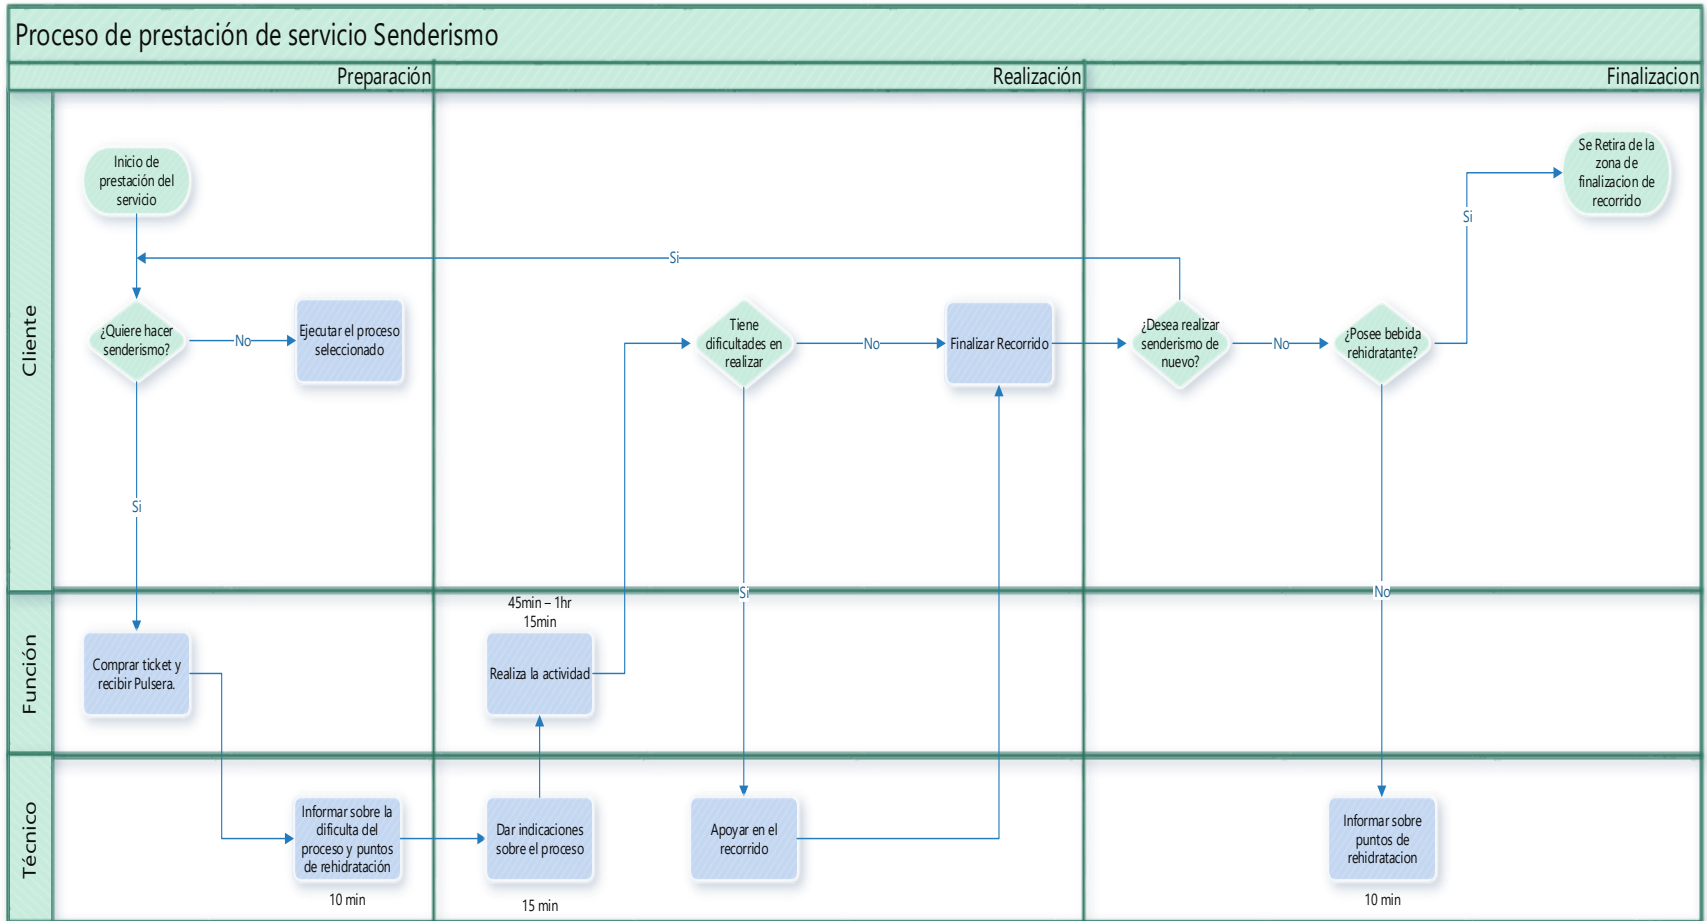 Proceso de prestación de servicio Senderismo
Preparación
Realización
Finalizacion
Cliente
Inicio de
prestación del
servicio
¿Quiere hacer
senderismo?
No
Ejecutar el proceso
seleccionado
Si
Si
Tiene
dificultades en
realizar
No
Finalizar Recorrido
Si
¿Desea realizar
senderismo de
nuevo?
No
¿Posee bebida
rehidratante?
Si
Se Retira de la
zona de
finalizacion de
recorrido
No
Función
Comprar ticket y
recibir Pulsera.
45min – 1hr
15min
Realiza la actividad
Técnico
Informar sobre la
dificulta del
proceso y puntos
de rehidratación
10 min
Dar indicaciones
sobre el proceso
15 min
Apoyar en el
recorrido
Informar sobre
puntos de
rehidratacion
10 min